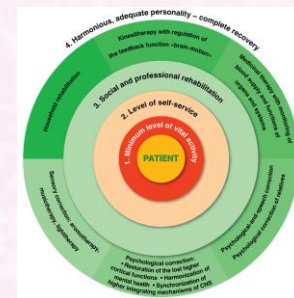 4. Harmonious, adequate personality – complete recovery
Kinesitherapy with regulation of
the feedback function «brain-motion»
Household rehabilitation
Medicinal therapy with monitoring of
blood supply and functions of
organs and systems
3. Social and professional rehabilitation
2. Level of self-service
1. Minimum level of vital activity
PATIENT
Sensory correction: aromatherapy,
musictherapy, lighttherapy
Psychological-and-speech correction
Psychological correction of relatives
Psychological correction:
• Restoration of the lost higher
cortical functions • Harmonization of
mental health • Synchronization of
higher integrating mechanisms of CNS